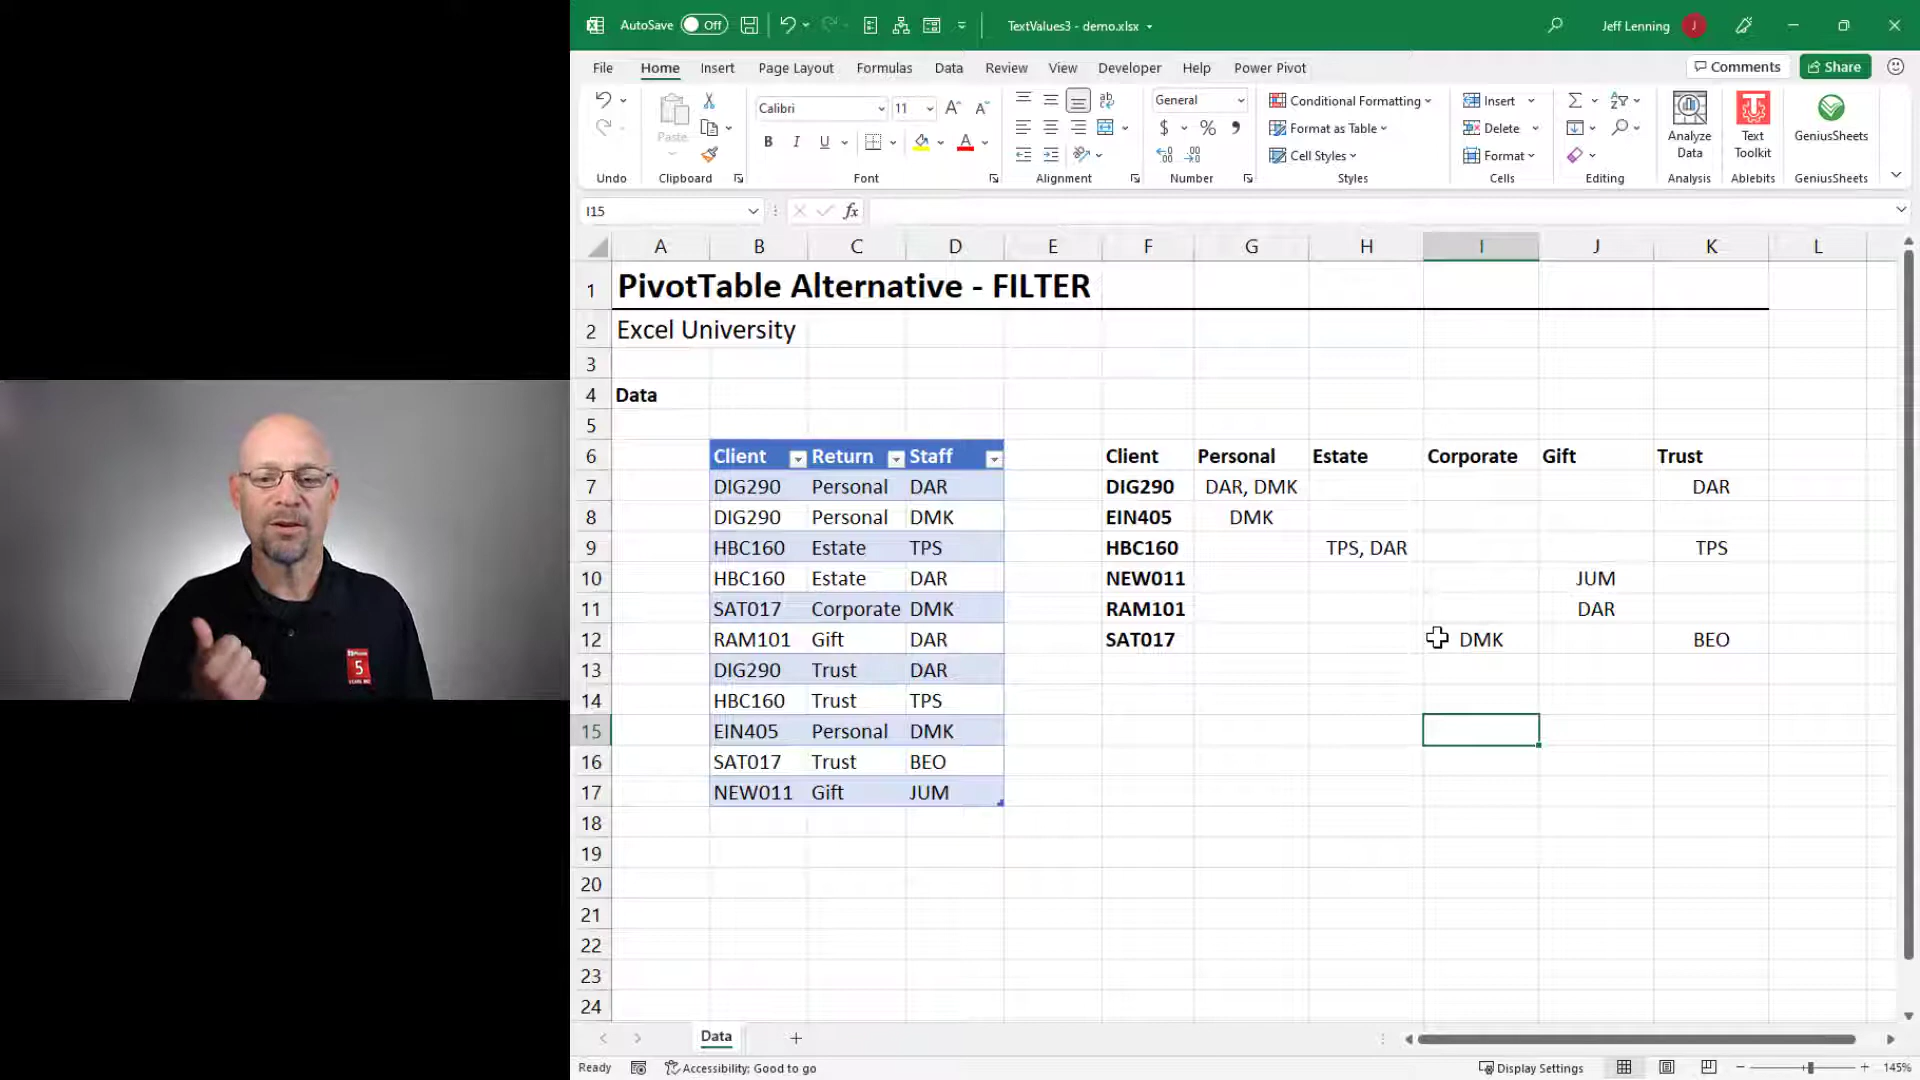 AutoSave Off TextValues3 - demo.xlsx Jeff Lenning J
File Home Insert Page Layout Formulas Data Review View Developer Help Power Pivot Comments Share
Paste Calibri 11 General Conditional Formatting Insert
B I U $ % Format as Table Delete Analyze Data Text Toolkit GeniusSheets
Cell Styles Format
Undo Clipboard Font Alignment Number Styles Cells Editing Analysis Ablebits GeniusSheets
I15 fx
A B C D E F G H I J K L
1 PivotTable Alternative - FILTER
2 Excel University
3
4 Data
5
6 Client Return Staff Client Personal Estate Corporate Gift Trust
7 DIG290 Personal DAR DIG290 DAR, DMK DAR
8 DIG290 Personal DMK EIN405 DMK
9 HBC160 Estate TPS HBC160 TPS, DAR TPS
10 HBC160 Estate DAR NEW011 JUM
11 SAT017 Corporate DMK RAM101 DAR
12 RAM101 Gift DAR SAT017 DMK BEO
13 DIG290 Trust DAR
14 HBC160 Trust TPS
15 EIN405 Personal DMK
16 SAT017 Trust BEO
17 NEW011 Gift JUM
18
19
20
21
22
23
24
Data
Ready Accessibility: Good to go Display Settings 145%
5